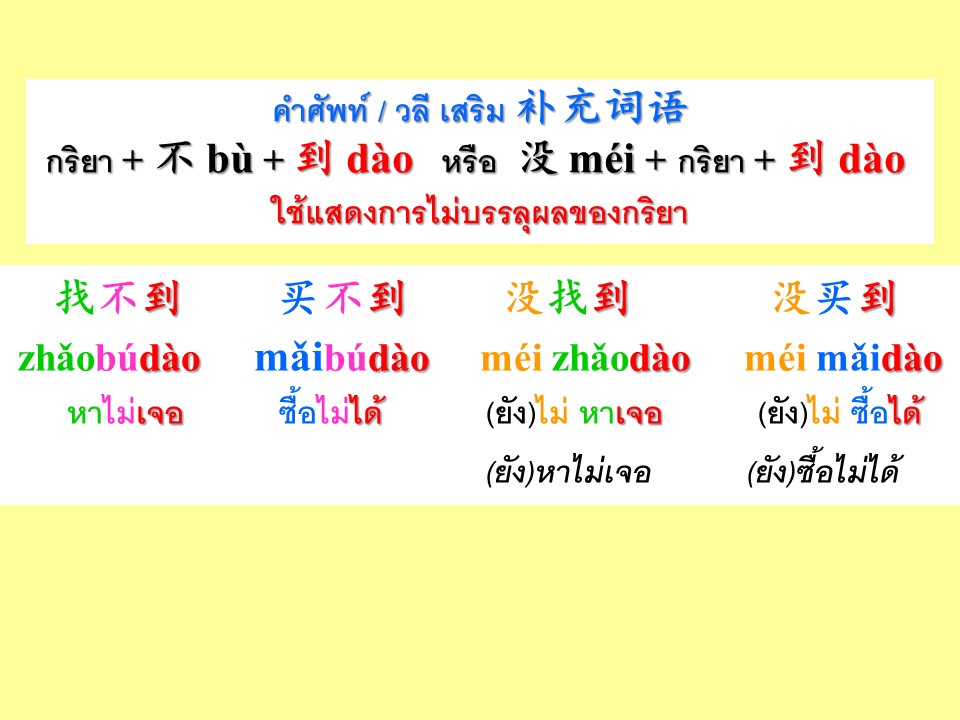 คำศัพท์ / วลี เสริม 补充词语
กริยา + 不 bù + 到 dào หรือ 没 méi + กริยา + 到 dào
ใช้แสดงการไม่บรรลุผลของกริยา
找不到 买不到 没找到 没买到
zhǎobúdào mǎibúdào méi zhǎodào méi mǎidào
หาไม่เจอ ซื้อไม่ได้ (ยัง)ไม่ หาเจอ (ยัง)ไม่ ซื้อได้
(ยัง)หาไม่เจอ (ยัง)ซื้อไม่ได้